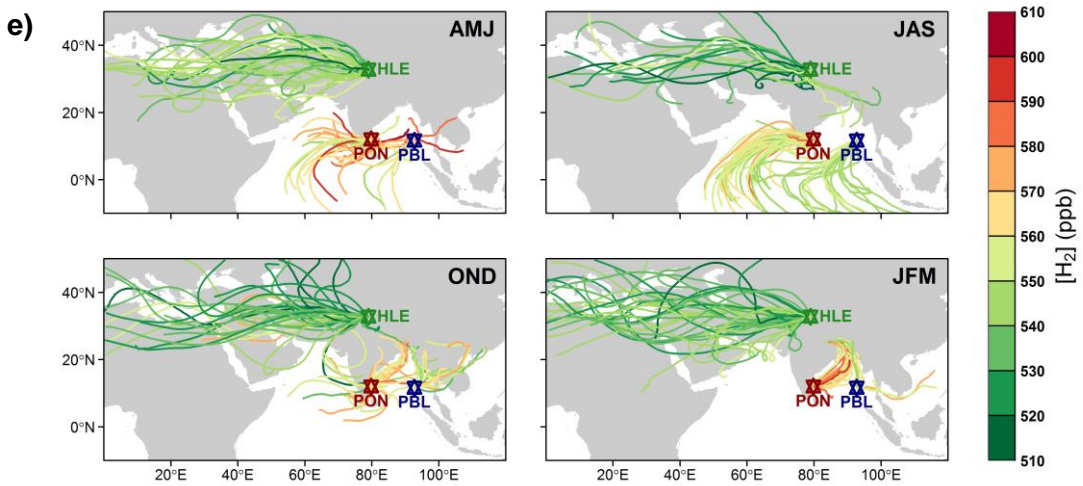 e)
AMJ
HLE
PON
PBL
40°N
20°N
0°N
JAS
HLE
PON
PBL
OND
HLE
PON
PBL
40°N
20°N
0°N
20°E
40°E
60°E
80°E
100°E
JFM
HLE
PON
PBL
20°E
40°E
60°E
80°E
100°E
610
600
590
580
570
560
550
540
530
520
510
[H₂] (ppb)